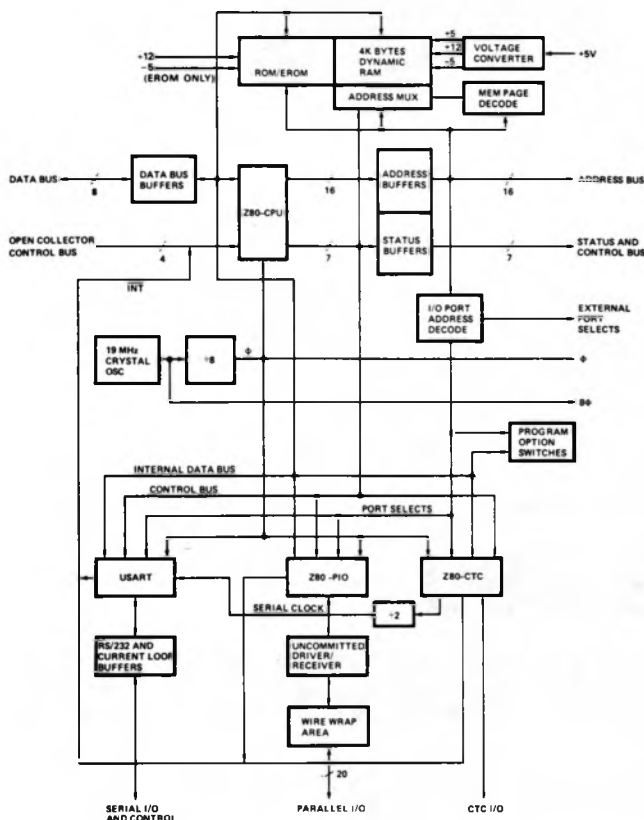 +5
+12
-5
VOLTAGE
CONVERTER
+5V
4K BYTES
DYNAMIC
RAM
ROM/EROM
+12
-5
(EROM ONLY)
ADDRESS MUX
MEM PAGE
DECODE
DATA BUS
8
DATA BUS
BUFFERS
Z80-CPU
16
ADDRESS
BUFFERS
16
ADDRESS BUS
OPEN COLLECTOR
CONTROL BUS
4
7
STATUS
BUFFERS
7
STATUS AND
CONTROL BUS
INT
I/O PORT
ADDRESS
DECODE
EXTERNAL
PORT
SELECTS
19 MHz
CRYSTAL
OSC
÷8
Φ
Φ
8Φ
PROGRAM
OPTION
SWITCHES
INTERNAL DATA BUS
CONTROL BUS
PORT SELECTS
USART
Z80-PIO
Z80-CTC
SERIAL CLOCK
÷2
RS/232 AND
CURRENT LOOP
BUFFERS
UNCOMMITTED
DRIVER/
RECEIVER
WIRE WRAP
AREA
20
SERIAL I/O
AND CONTROL
PARALLEL I/O
CTC I/O